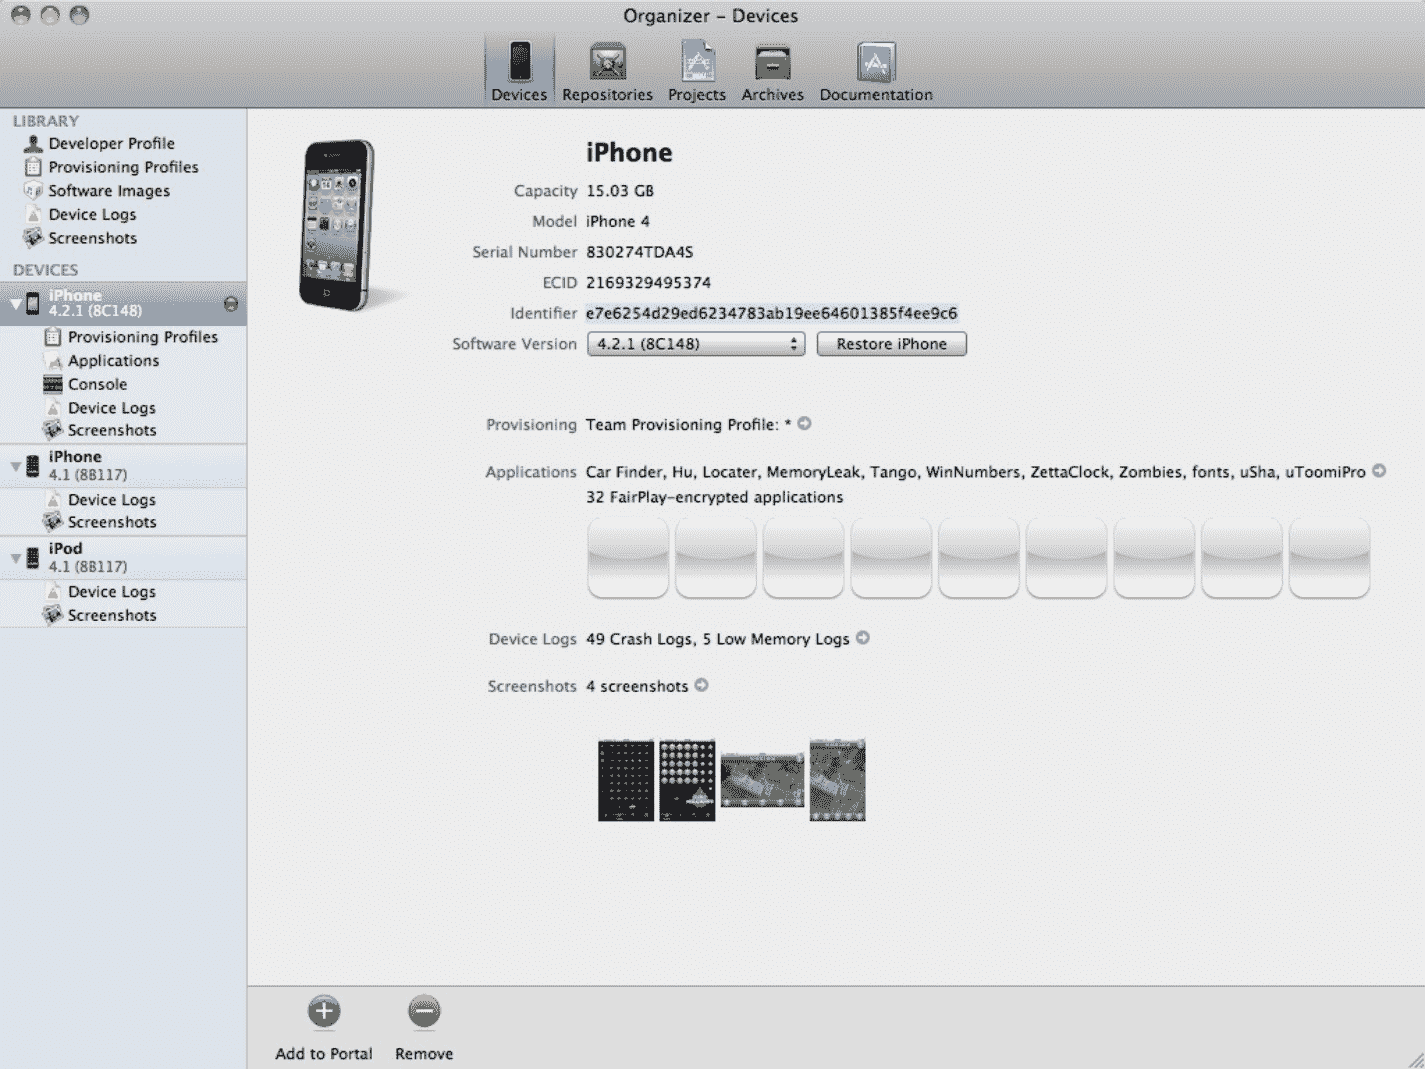 Organizer – Devices
Devices
Repositories
Projects
Archives
Documentation
LIBRARY
Developer Profile
Provisioning Profiles
Software Images
Device Logs
Screenshots
DEVICES
iPhone
4.2.1 (8C148)
Provisioning Profiles
Applications
Console
Device Logs
Screenshots
iPhone
4.1 (8B117)
Device Logs
Screenshots
iPod
4.1 (8B117)
Device Logs
Screenshots
iPhone
Capacity 15.03 GB
Model iPhone 4
Serial Number 830274TDA4S
ECID 2169329495374
Identifier e7e6254d29ed6234783ab19ee64601385f4ee9c6
Software Version 4.2.1 (8C148) Restore iPhone
Provisioning Team Provisioning Profile: *
Applications Car Finder, Hu, Locater, MemoryLeak, Tango, WinNumbers, ZettaClock, Zombies, fonts, uSha, uToomiPro
32 FairPlay-encrypted applications
Device Logs 49 Crash Logs, 5 Low Memory Logs
Screenshots 4 screenshots
Add to Portal
Remove